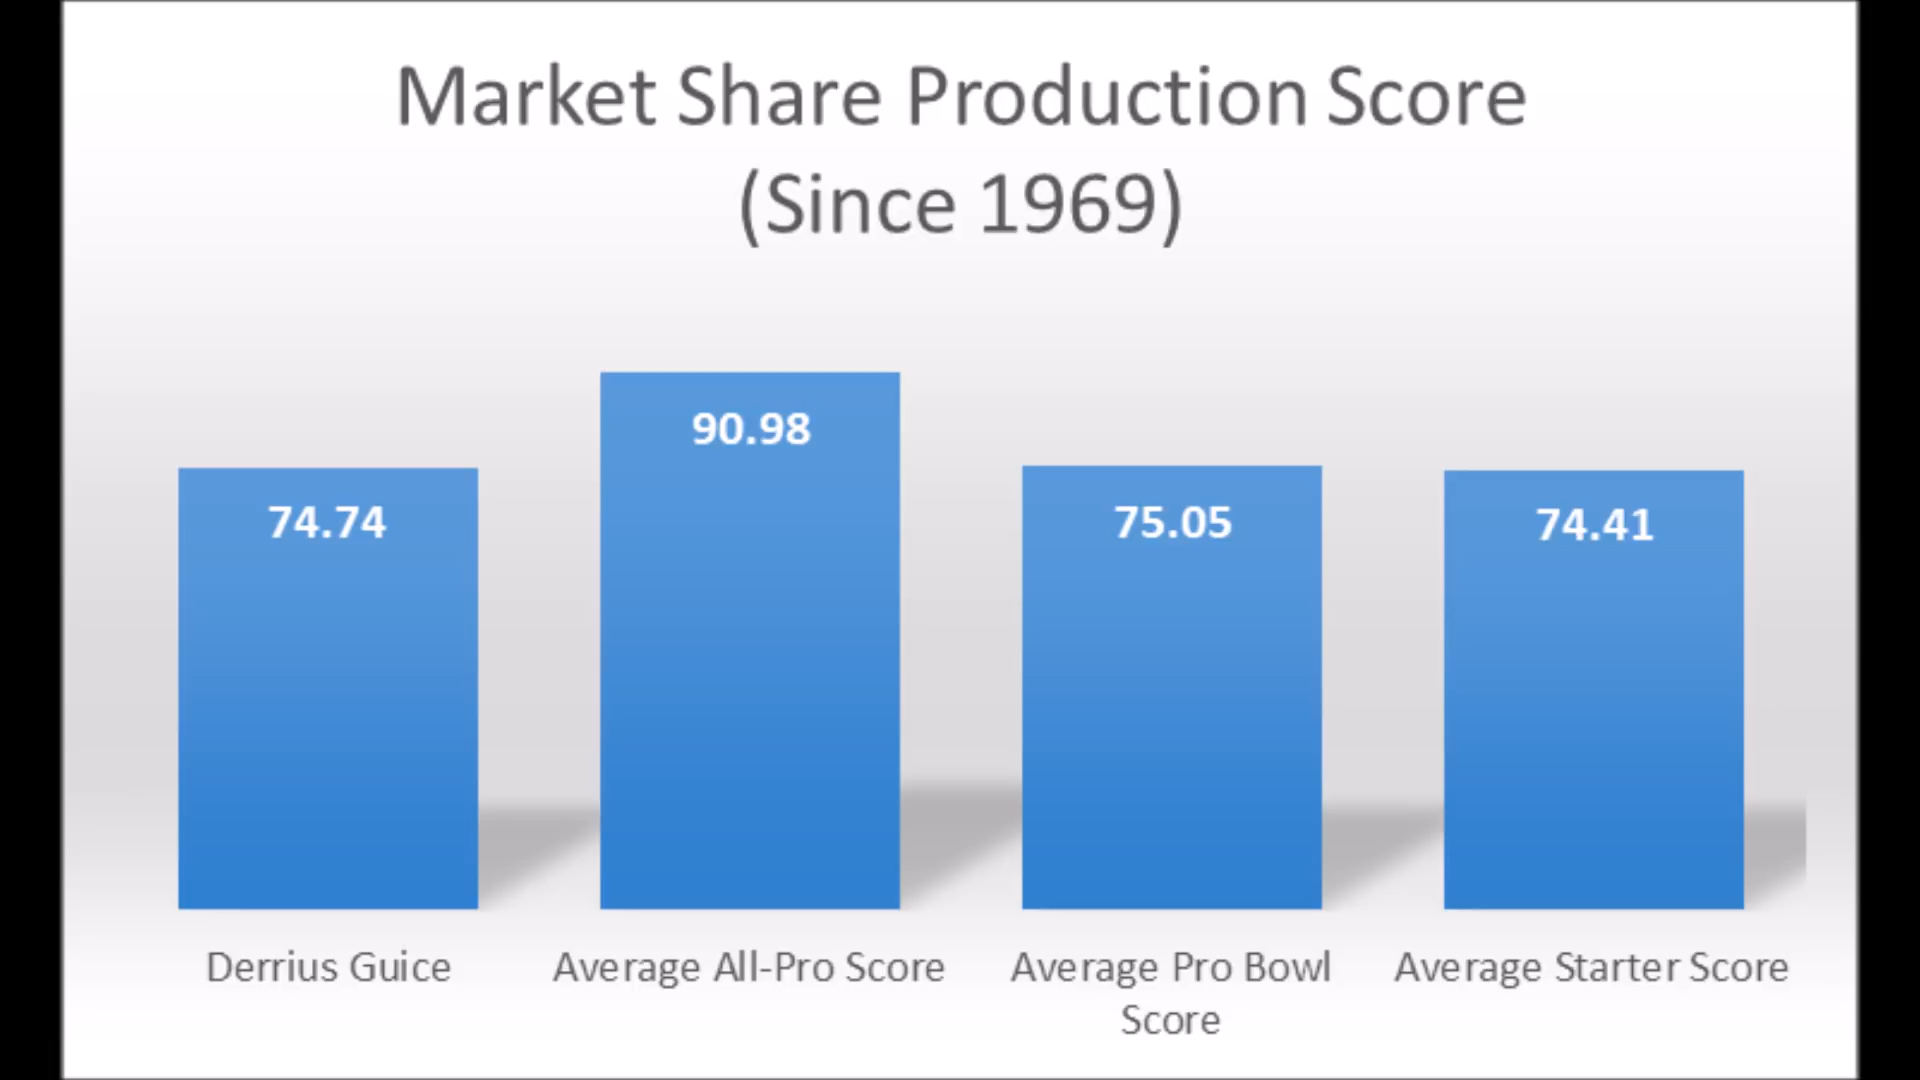 Market Share Production Score
(Since 1969)
74.74
90.98
75.05
74.41
Derrius Guice
Average All-Pro Score
Average Pro Bowl
Score
Average Starter Score